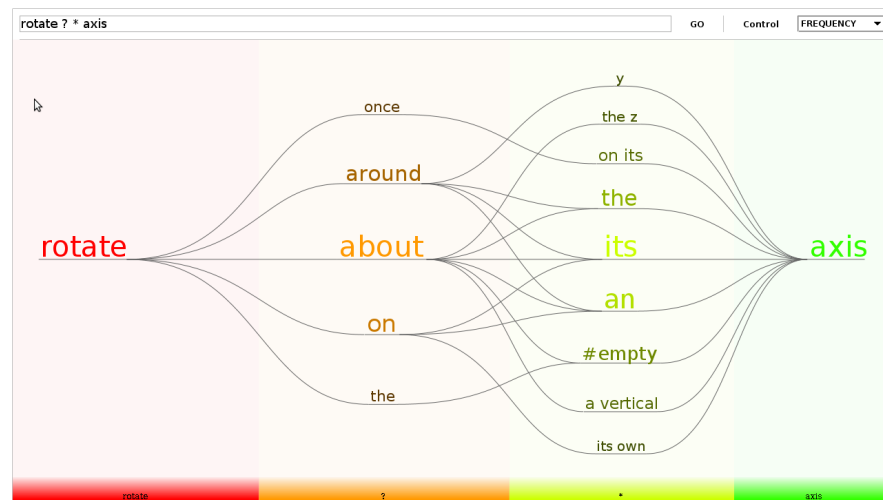 rotate ? * axis GO Control FREQUENCY
once
around
about
on
the
y
the z
on its
the
its
an
#empty
a vertical
its own
rotate
axis
rotate ? * axis